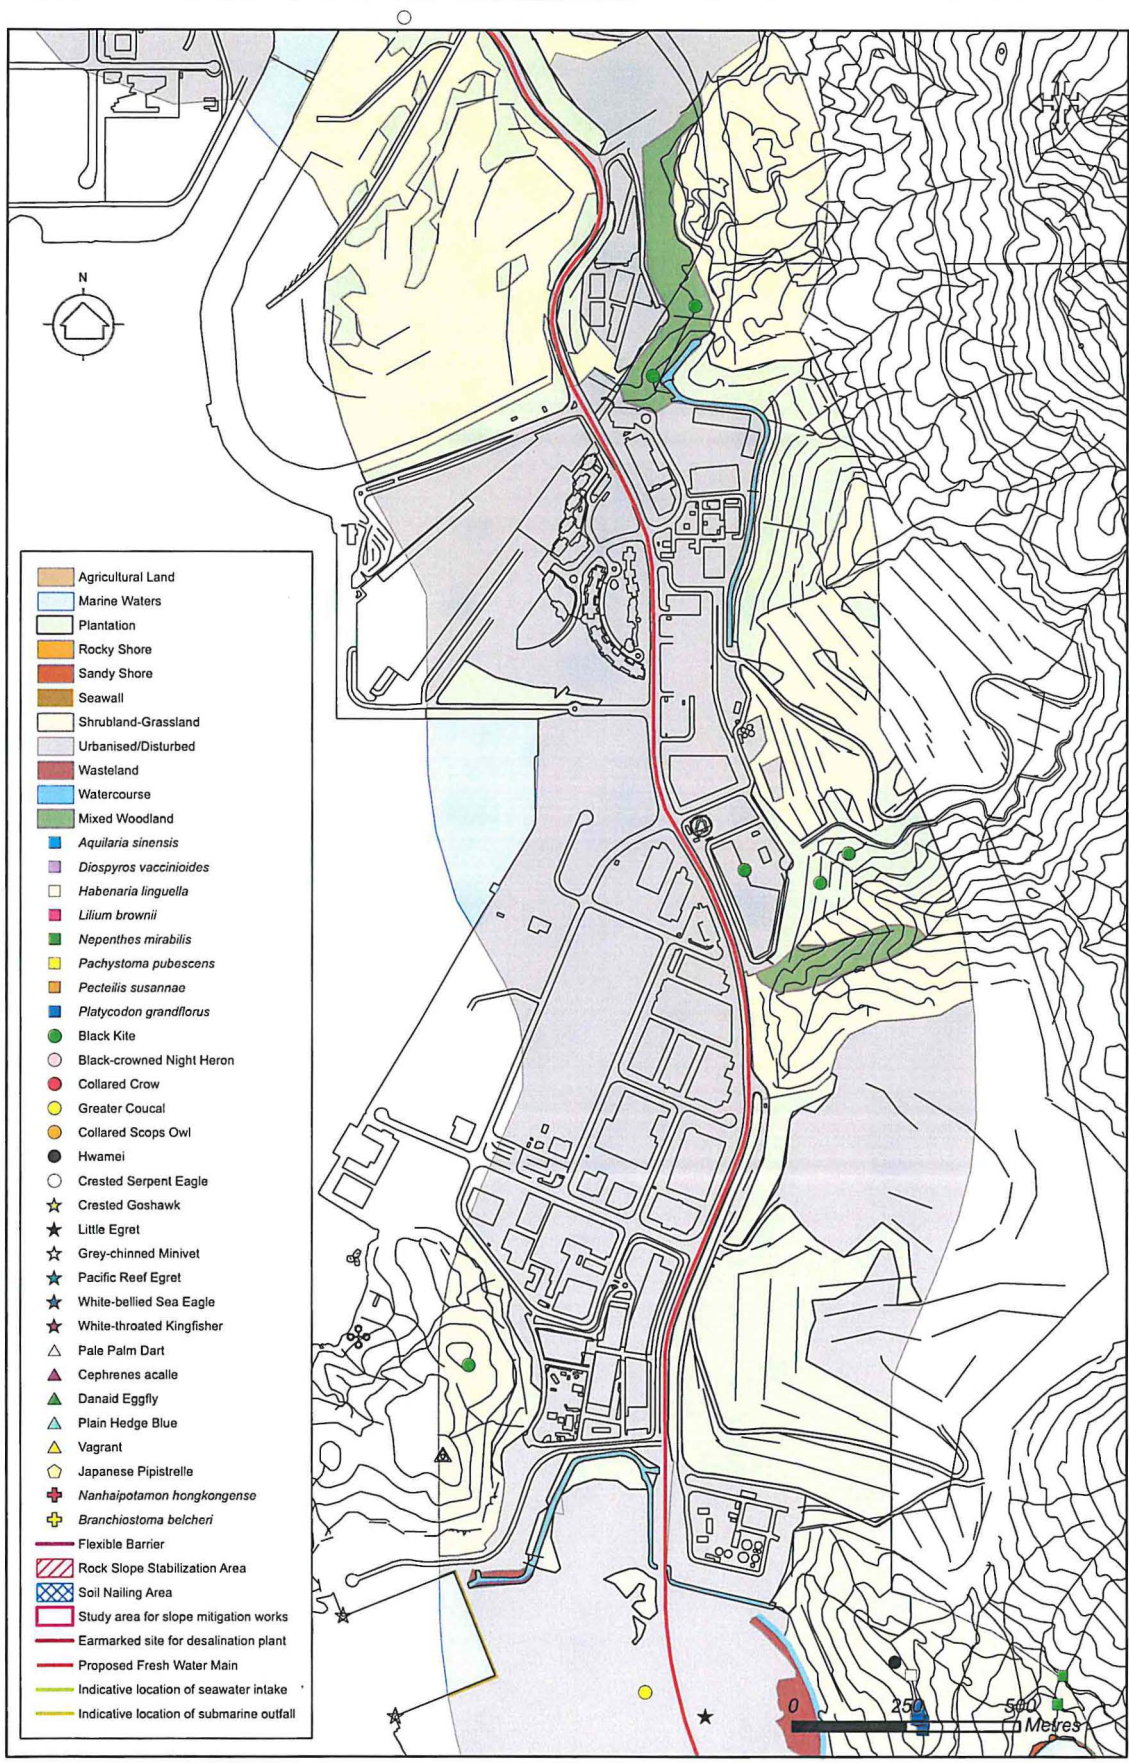 N
Agricultural Land
Marine Waters
Plantation
Rocky Shore
Sandy Shore
Seawall
Shrubland-Grassland
Urbanised/Disturbed
Wasteland
Watercourse
Mixed Woodland
Aquilaria sinensis
Diospyros vaccinioides
Habenaria linguella
Lilium brownii
Nepenthes mirabilis
Pachystoma pubescens
Pecteilis susannae
Platycodon grandflorus
Black Kite
Black-crowned Night Heron
Collared Crow
Greater Coucal
Collared Scops Owl
Hwamei
Crested Serpent Eagle
Crested Goshawk
Little Egret
Grey-chinned Minivet
Pacific Reef Egret
White-bellied Sea Eagle
White-throated Kingfisher
Pale Palm Dart
Cephrenes acalle
Danaid Eggfly
Plain Hedge Blue
Vagrant
Japanese Pipistrelle
Nanhaipotamon hongkongense
Branchiostoma belcheri
Flexible Barrier
Rock Slope Stabilization Area
Soil Nailing Area
Study area for slope mitigation works
Earmarked site for desalination plant
Proposed Fresh Water Main
Indicative location of seawater intake
Indicative location of submarine outfall
0 250 500
Metres